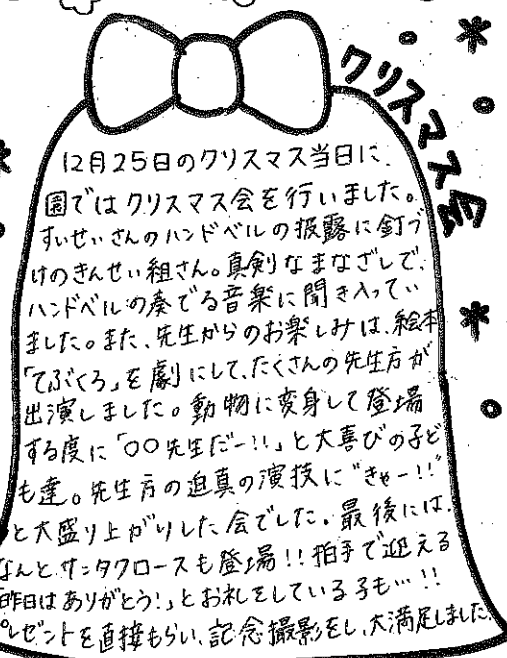 クリスマス会
12月25日のクリスマス当日に、
園ではクリスマス会を行いました。
すいせいさんのハンドベルの披露に釘づ
けのきんせい組さん。真剣なまなざしで、
ハンドベルの奏でる音楽に聞き入ってい
ました。また、先生からのお楽しみは、絵本
「てぶくろ」を劇にして、たくさんの先生方が
出演しました。動物に変身して登場
する度に「〇〇先生だー!!」と大喜びの子ど
も達。先生方の迫真の演技に"きゃー!!"
と大盛り上がりした会でした。最後には、
なんとサンタクロースも登場!!拍手で迎える
「昨日はありがとう!」とお礼をしている子も…!!
プレゼントを直接もらい、記念撮影をし、大満足しました。